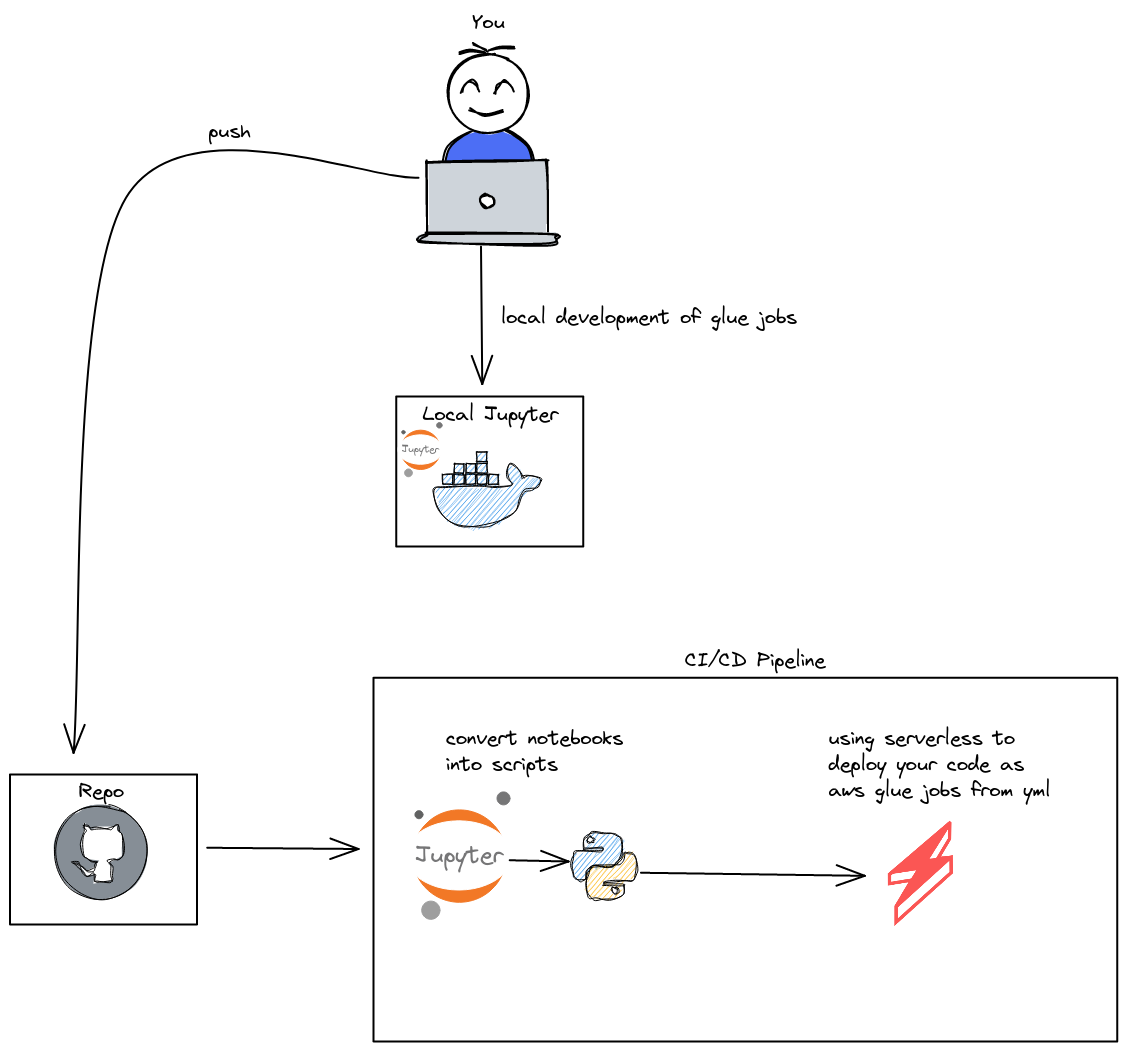 You
push
local development of glue jobs
Local Jupyter
Jupyter
CI/CD Pipeline
convert notebooks
into scripts
using serverless to
deploy your code as
aws glue jobs from yml
Repo
Jupyter